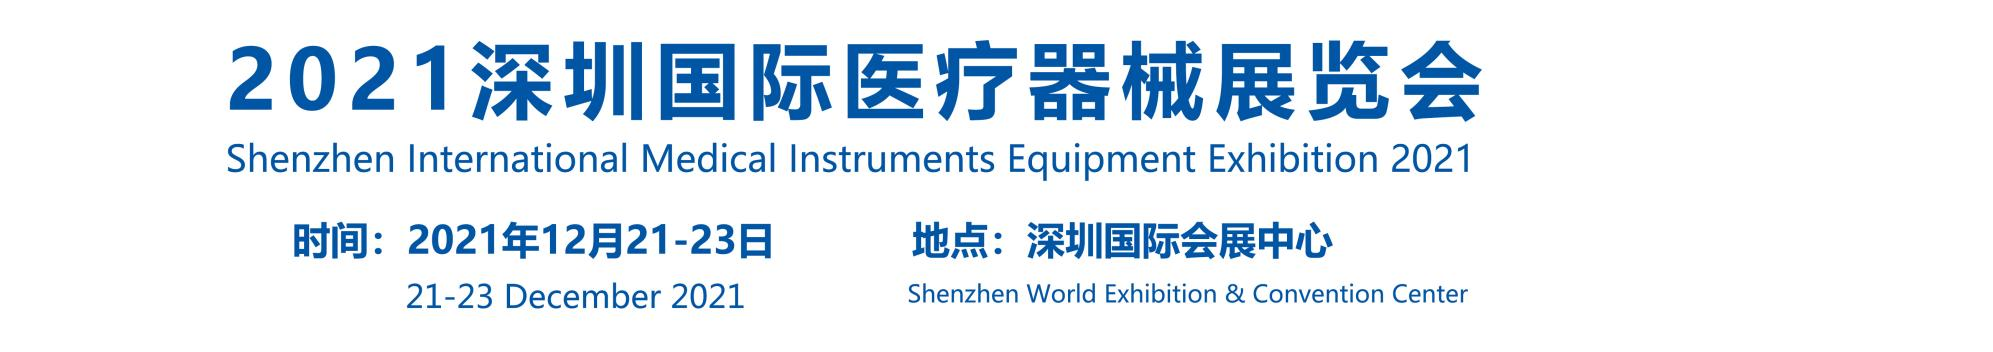 2021深圳国际医疗器械展览会
Shenzhen International Medical Instruments Equipment Exhibition 2021
时间：2021年12月21-23日
21-23 December 2021
地点：深圳国际会展中心
Shenzhen World Exhibition & Convention Center